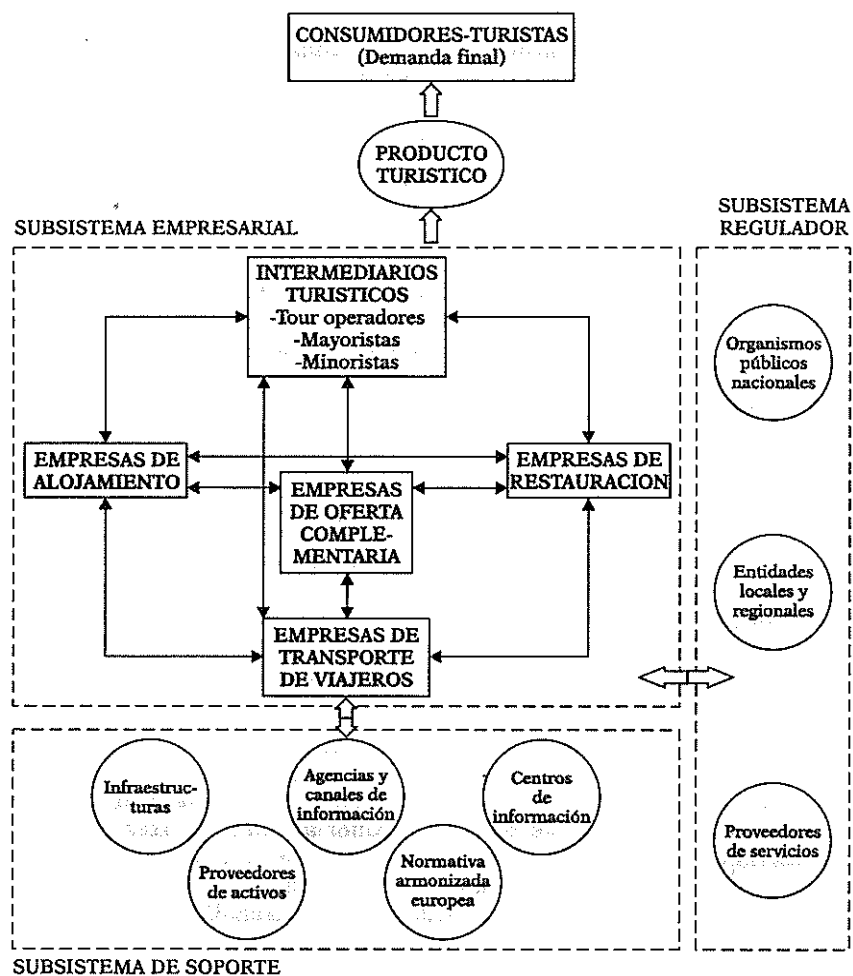 CONSUMIDORES-TURISTAS
(Demanda final)
PRODUCTO
TURISTICO
SUBSISTEMA EMPRESARIAL
SUBSISTEMA
REGULADOR
INTERMEDIARIOS
TURISTICOS
-Tour operadores
-Mayoristas
-Minoristas
Organismos
públicos
nacionales
EMPRESAS DE
ALOJAMIENTO
EMPRESAS
DE OFERTA
COMPLE-
MENTARIA
EMPRESAS DE
RESTAURACION
Entidades
locales y
regionales
EMPRESAS DE
TRANSPORTE
DE VIAJEROS
Infraestruc-
turas
Agencias y
canales de
información
Centros
de
información
Proveedores
de activos
Normativa
armonizada
europea
Proveedores
de servicios
SUBSISTEMA DE SOPORTE